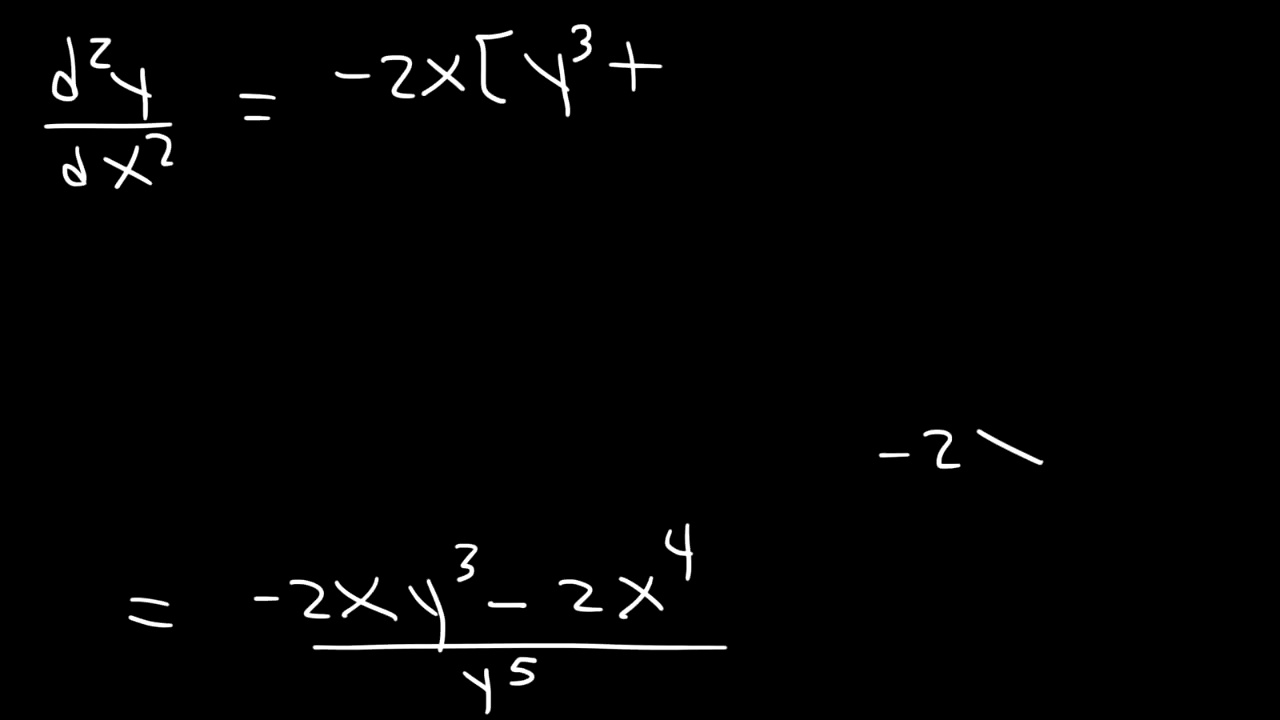 d²y/dx² = -2x[y³+
-2
= (-2xy³ - 2x⁴)/y⁵